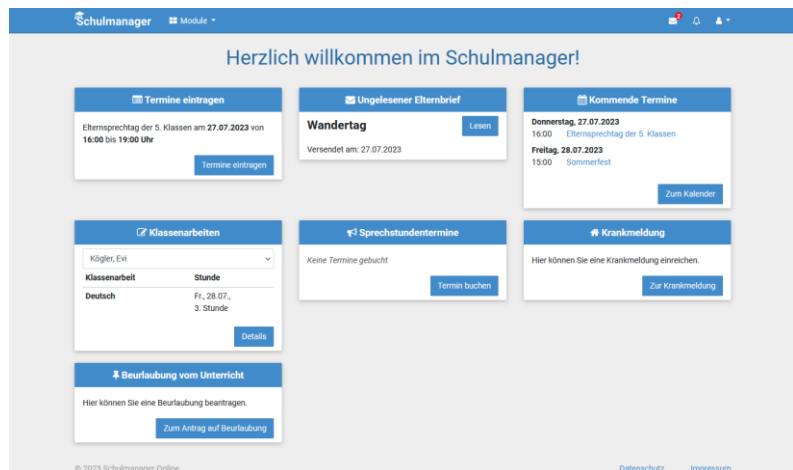 Schulmanager
Module
2
Herzlich willkommen im Schulmanager!
Termine eintragen
Elternsprechtag der 5. Klassen am 27.07.2023 von
16:00 bis 19:00 Uhr
Termine eintragen
Ungelesener Elternbrief
Wandertag
Lesen
Versendet am: 27.07.2023
Kommende Termine
Donnerstag, 27.07.2023
16:00 Elternsprechtag der 5. Klassen
Freitag, 28.07.2023
15:00 Sommerfest
Zum Kalender
Klassenarbeiten
Kögler, Evi
Klassenarbeit Stunde
Deutsch Fr., 28.07.,
3. Stunde
Details
Sprechstundentermine
Keine Termine gebucht
Termin buchen
Krankmeldung
Hier können Sie eine Krankmeldung einreichen.
Zur Krankmeldung
Beurlaubung vom Unterricht
Hier können Sie eine Beurlaubung beantragen.
Zum Antrag auf Beurlaubung
© 2023 Schulmanager Online
Datenschutz Impressum